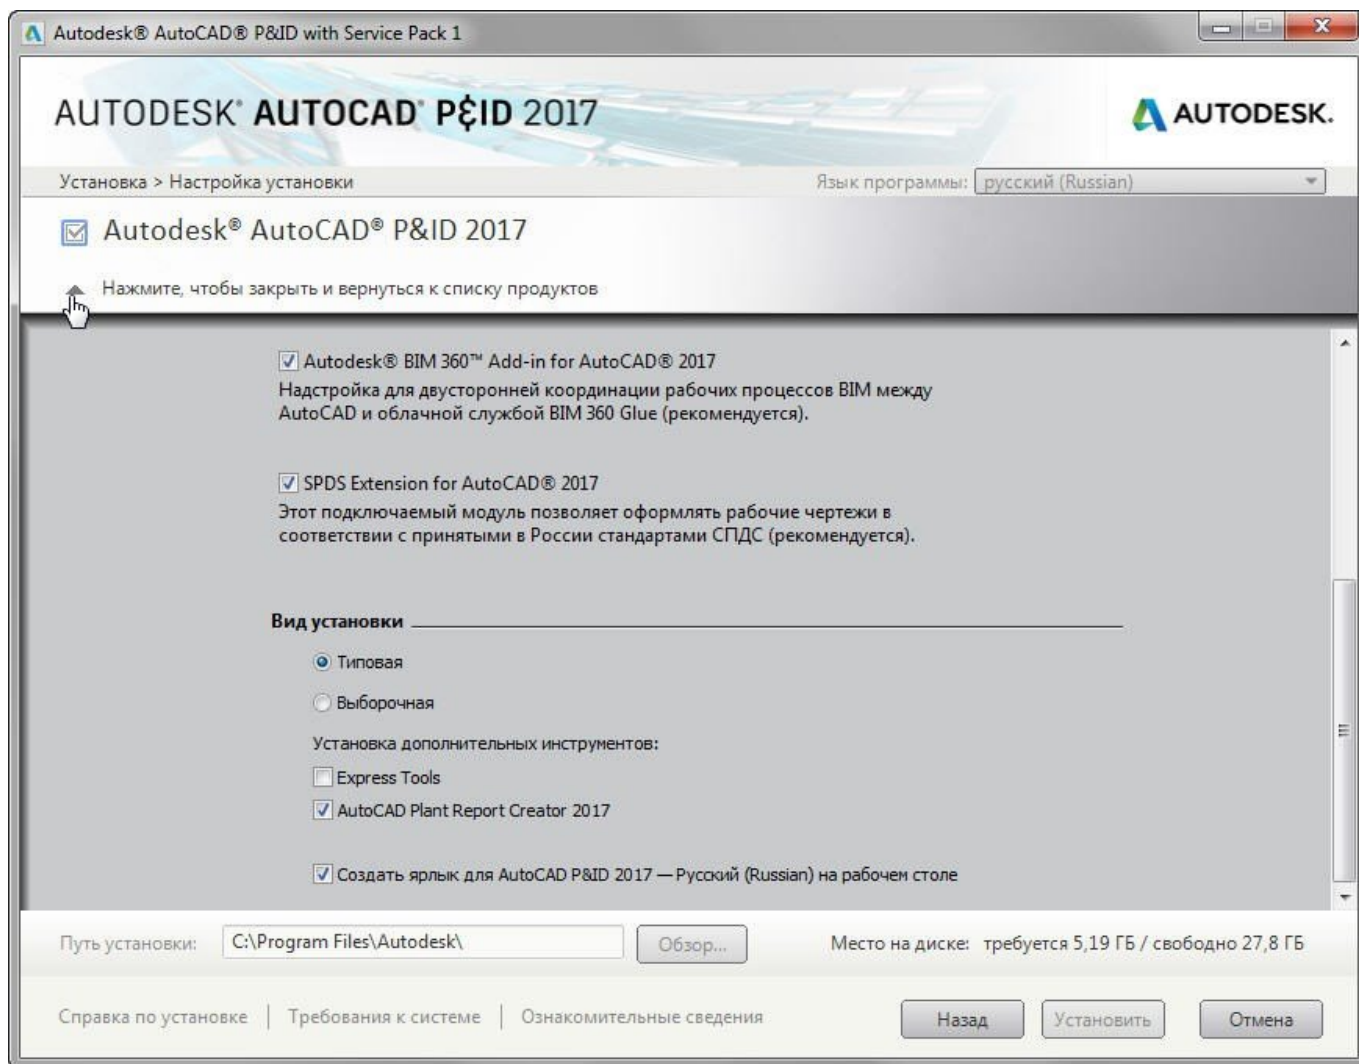 Autodesk® AutoCAD® P&ID with Service Pack 1
AUTODESK® AUTOCAD® P&ID 2017
AUTODESK.
Установка > Настройка установки
Язык программы: русский (Russian)
Autodesk® AutoCAD® P&ID 2017
Нажмите, чтобы закрыть и вернуться к списку продуктов
Autodesk® BIM 360™ Add-in for AutoCAD® 2017
Надстройка для двусторонней координации рабочих процессов BIM между
AutoCAD и облачной службой BIM 360 Glue (рекомендуется).
SPDS Extension for AutoCAD® 2017
Этот подключаемый модуль позволяет оформлять рабочие чертежи в
соответствии с принятыми в России стандартами СПДС (рекомендуется).
Вид установки
Типовая
Выборочная
Установка дополнительных инструментов:
Express Tools
AutoCAD Plant Report Creator 2017
Создать ярлык для AutoCAD P&ID 2017 — Русский (Russian) на рабочем столе
Путь установки: C:\Program Files\Autodesk\ Обзор... Место на диске: требуется 5,19 ГБ / свободно 27,8 ГБ
Справка по установке | Требования к системе | Ознакомительные сведения Назад Установить Отмена